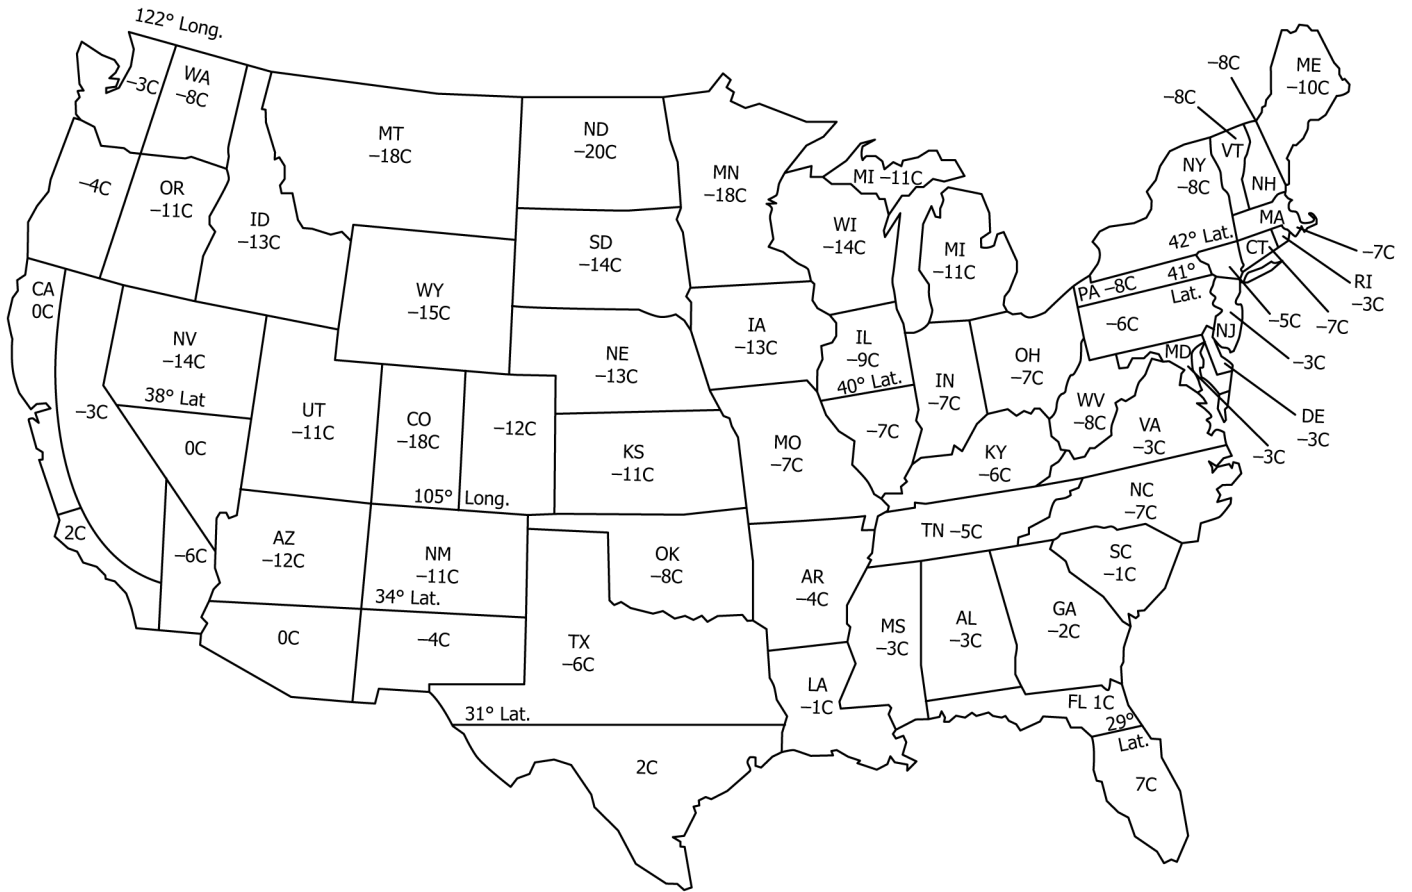 122° Long.
–3C
WA
–8C
MT
–18C
ND
–20C
MN
–18C
MI –11C
WI
–14C
MI
–11C
–8C
–8C
ME
–10C
VT
NY
–8C
NH
MA
42° Lat.
CT
–7C
RI
–3C
–7C
–5C
–4C
OR
–11C
ID
–13C
SD
–14C
WY
–15C
PA –8C
41°
Lat.
–6C
NJ
–3C
MD
DE
–3C
–3C
CA
0C
NV
–14C
38° Lat
–3C
0C
UT
–11C
CO
–18C
–12C
105° Long.
NE
–13C
IA
–13C
IL
–9C
40° Lat.
–7C
IN
–7C
OH
–7C
WV
–8C
VA
–3C
KS
–11C
MO
–7C
KY
–6C
NC
–7C
TN –5C
2C
–6C
AZ
–12C
NM
–11C
34° Lat.
0C
–4C
OK
–8C
AR
–4C
SC
–1C
TX
–6C
MS
–3C
AL
–3C
GA
–2C
LA
–1C
31° Lat.
2C
FL 1C
29°
Lat.
7C